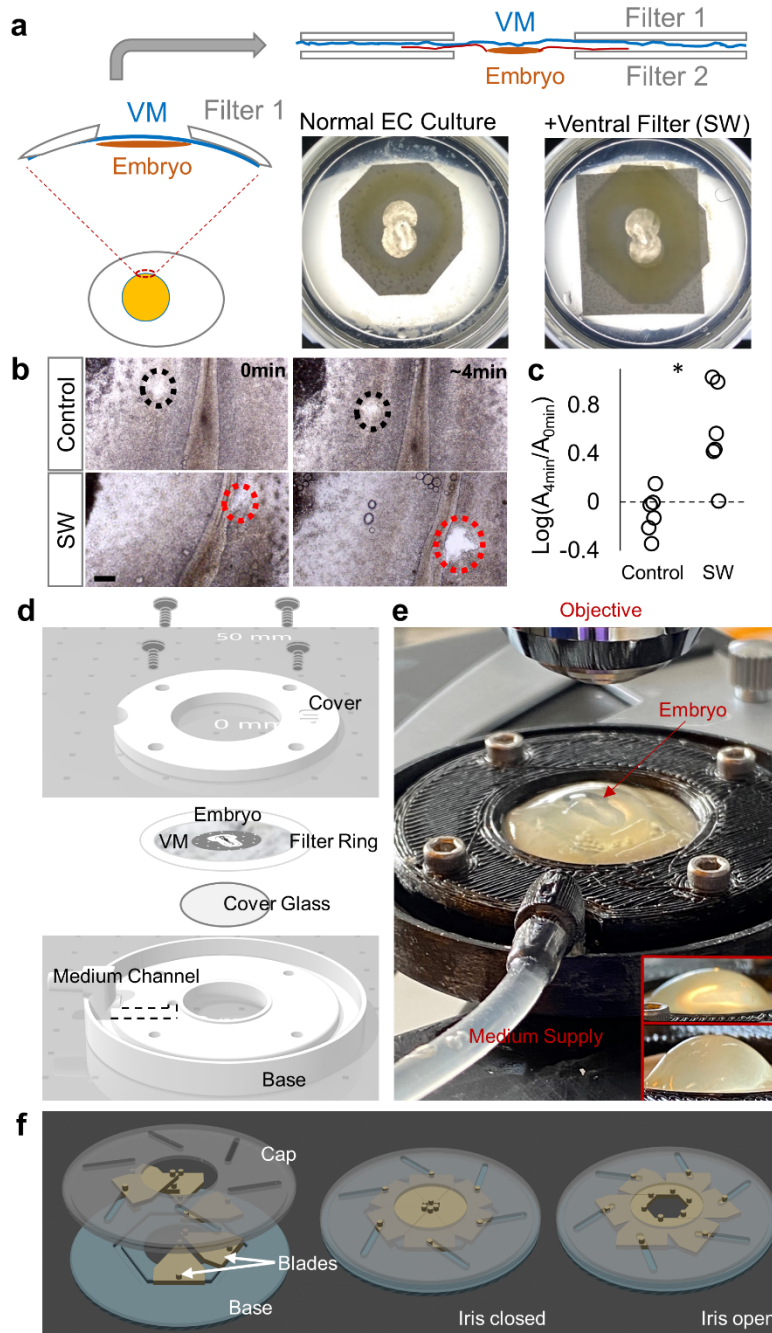 a
VM
Filter 1
Embryo
Filter 1
Embryo
Filter 2
Normal EC Culture
+Ventral Filter (SW)
b
Control
0min
~4min
SW
c
Log(A4min/A0min)
*
0.8
0.4
0
-0.4
Control
SW
d
50 mm
Cover
0 mm
Embryo
VM
Filter Ring
Cover Glass
Medium Channel
Base
e
Objective
Embryo
Medium Supply
f
Cap
Blades
Base
Iris closed
Iris open